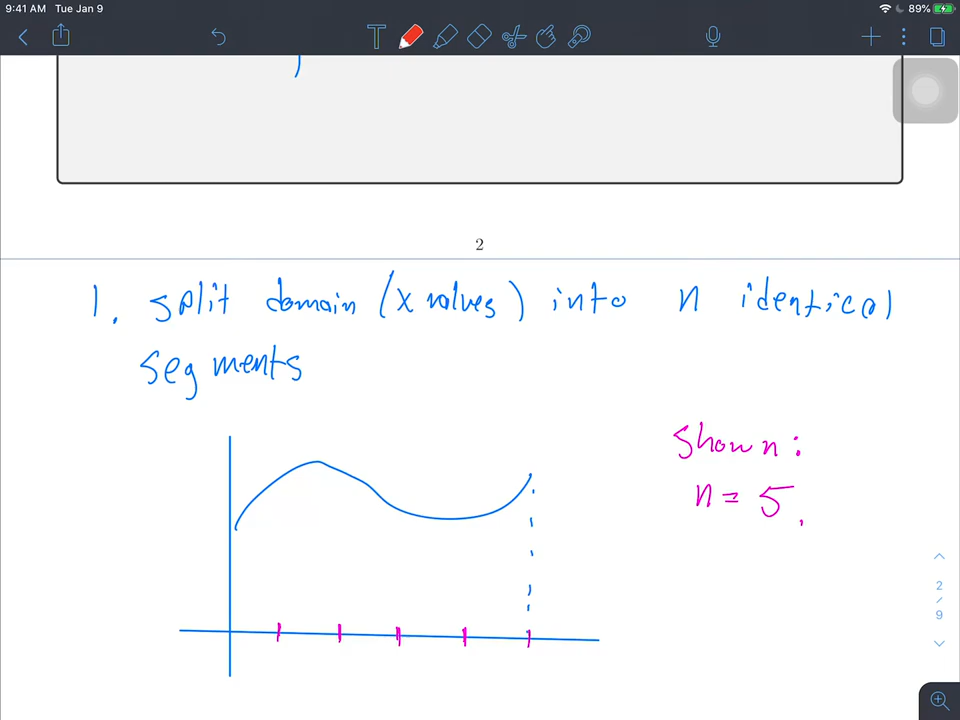 9:41 AM Tue Jan 9 89%
T
2
1. split domain (x values) into n identical
segments
shown:
n = 5.
2
/
9